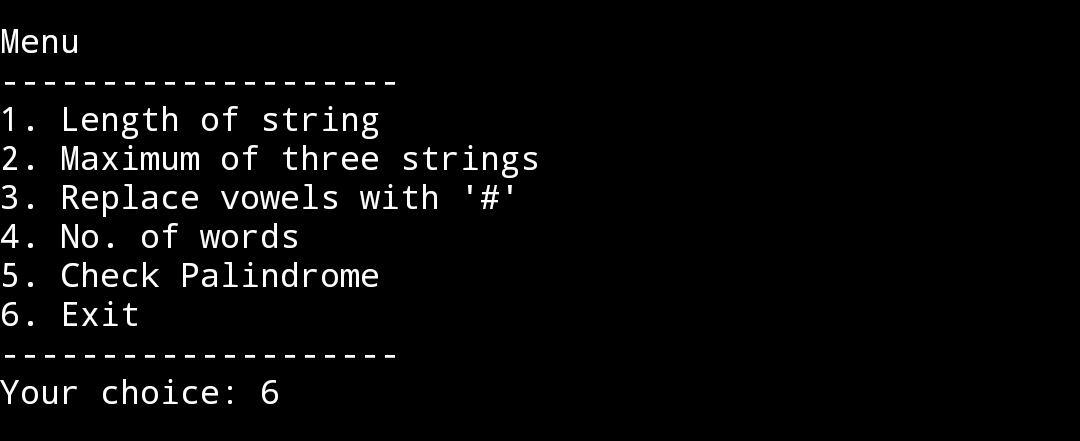 Menu
--------------------
1. Length of string
2. Maximum of three strings
3. Replace vowels with '#'
4. No. of words
5. Check Palindrome
6. Exit
--------------------
Your choice: 6